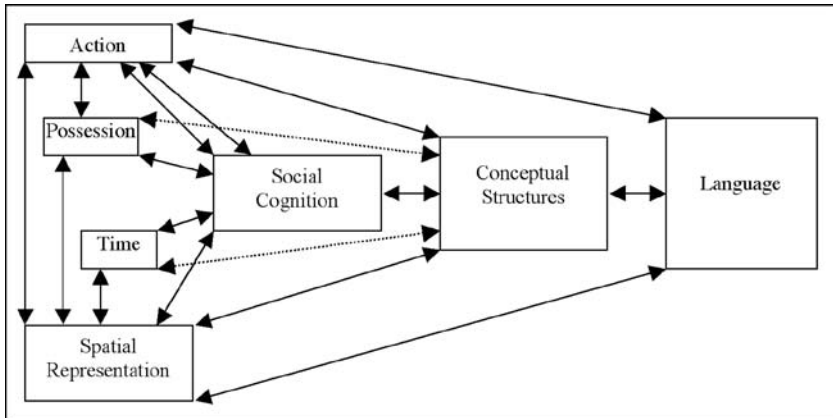 Action
Possession
Social
Cognition
Conceptual
Structures
Language
Time
Spatial
Representation